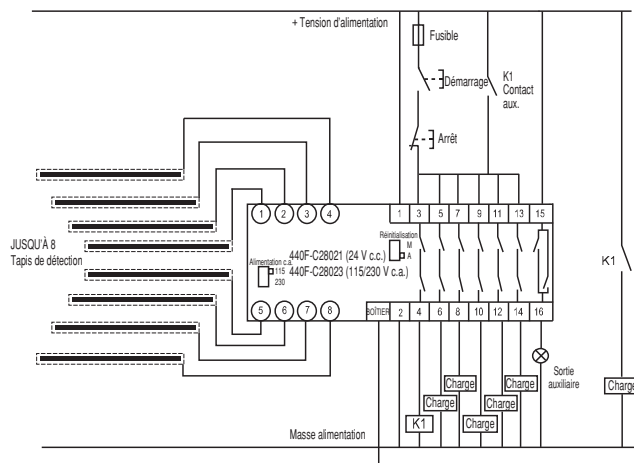 + Tension d'alimentation
Fusible
Démarrage
K1
Contact
aux.
Arrêt
1 2 3 4
1 3 5 7 9 11 13 15
JUSQU'À 8
Tapis de détection
Réinitialisation
M
A
440F-C28021 (24 V c.c.)
Alimentation c.a.
115
230
440F-C28023 (115/230 V c.a.)
K1
5 6 7 8
BOÎTIER 2 4 6 8 10 12 14 16
Sortie
auxiliaire
Charge Charge Charge
Charge Charge
K1 Charge
Masse alimentation